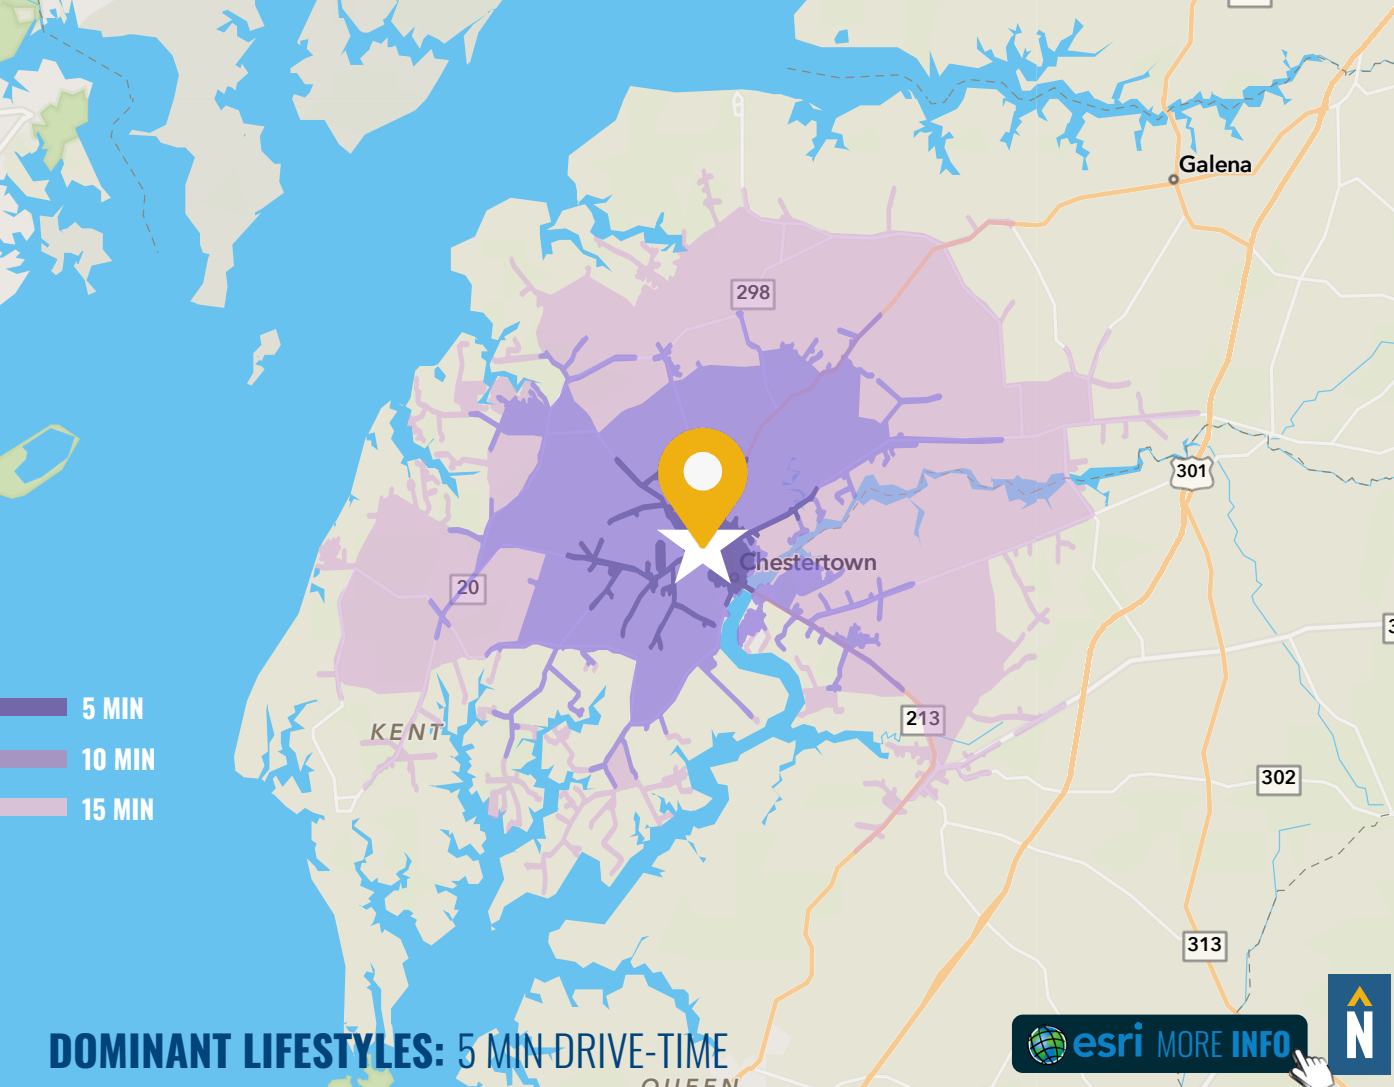 Galena
298
301
Chestertown
20
5 MIN
213
KENT
10 MIN
302
15 MIN
313
DOMINANT LIFESTYLES: 5 MIN DRIVE-TIME
esri MORE INFO
N
QUEEN